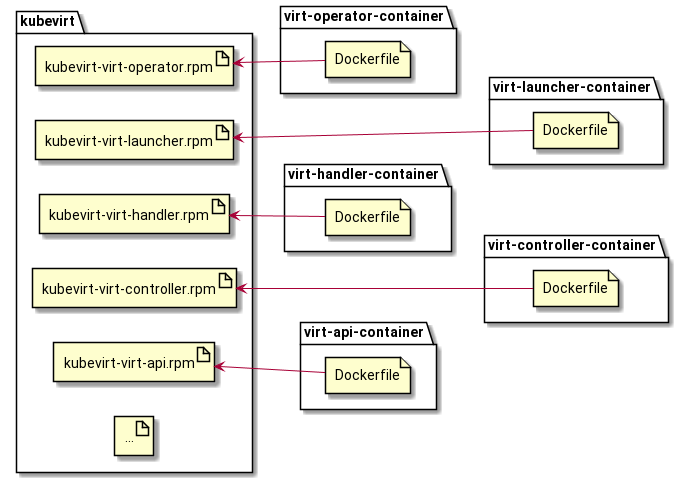 kubevirt
virt-operator-container
kubevirt-virt-operator.rpm
Dockerfile
virt-launcher-container
kubevirt-virt-launcher.rpm
Dockerfile
virt-handler-container
kubevirt-virt-handler.rpm
Dockerfile
virt-controller-container
kubevirt-virt-controller.rpm
Dockerfile
virt-api-container
kubevirt-virt-api.rpm
Dockerfile
...